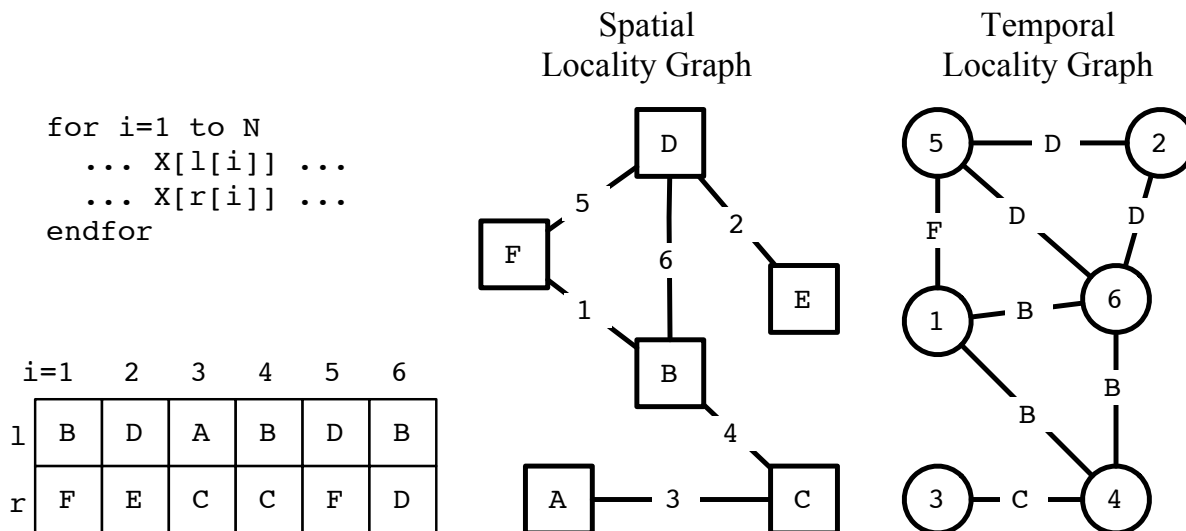 Spatial
Locality Graph
Temporal
Locality Graph
for i=1 to N
... X[l[i]] ...
... X[r[i]] ...
endfor
i=1 2 3 4 5 6
l B D A B D B
r F E C C F D
D
5
2
F
6
E
1
B
4
A 3 C
5 D 2
F D D
1 B 6
B B
3 C 4